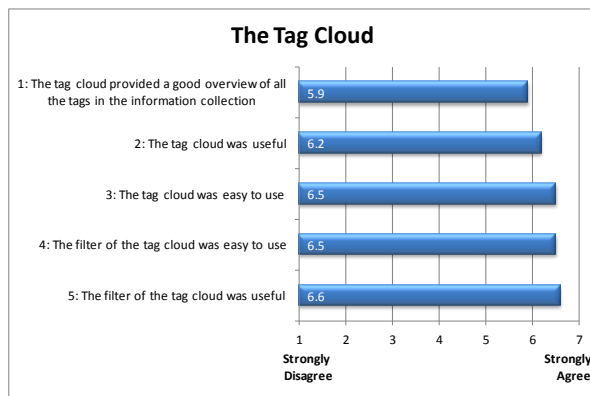 The Tag Cloud
1: The tag cloud provided a good overview of all
the tags in the information collection
5.9
2: The tag cloud was useful
6.2
3: The tag cloud was easy to use
6.5
4: The filter of the tag cloud was easy to use
6.5
5: The filter of the tag cloud was useful
6.6
1 2 3 4 5 6 7
Strongly Strongly
Disagree Agree